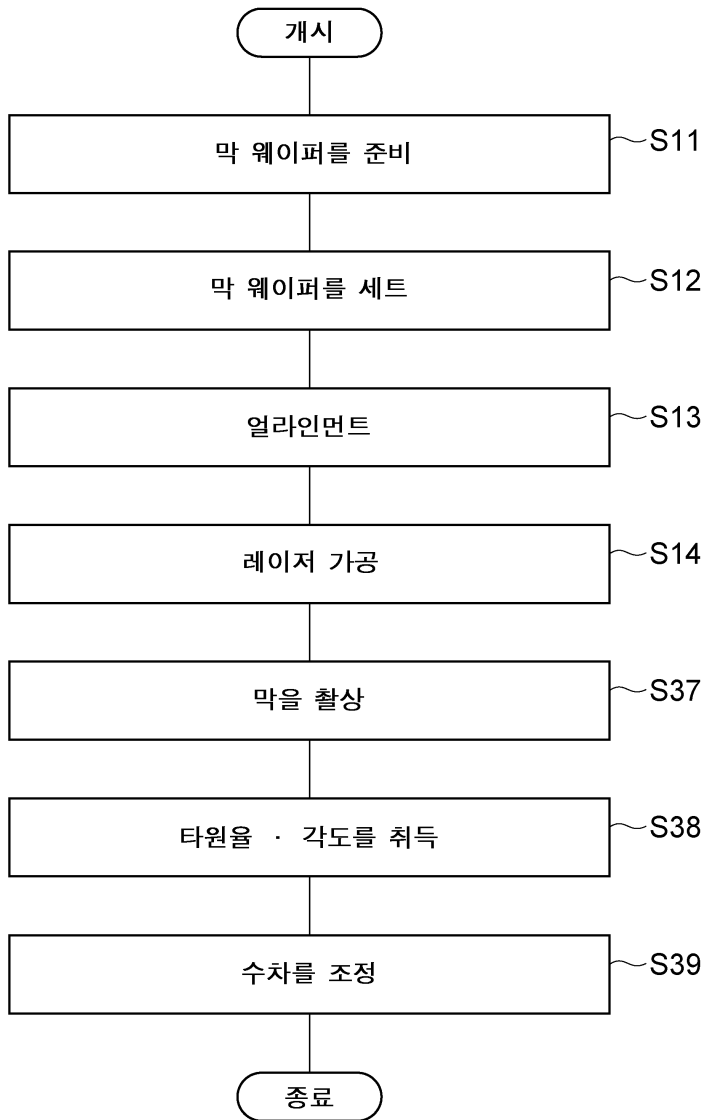 개시
막 웨이퍼를 준비
S11
막 웨이퍼를 세트
S12
얼라인먼트
S13
레이저 가공
S14
막을 촬상
S37
타원율 · 각도를 취득
S38
수차를 조정
S39
종료